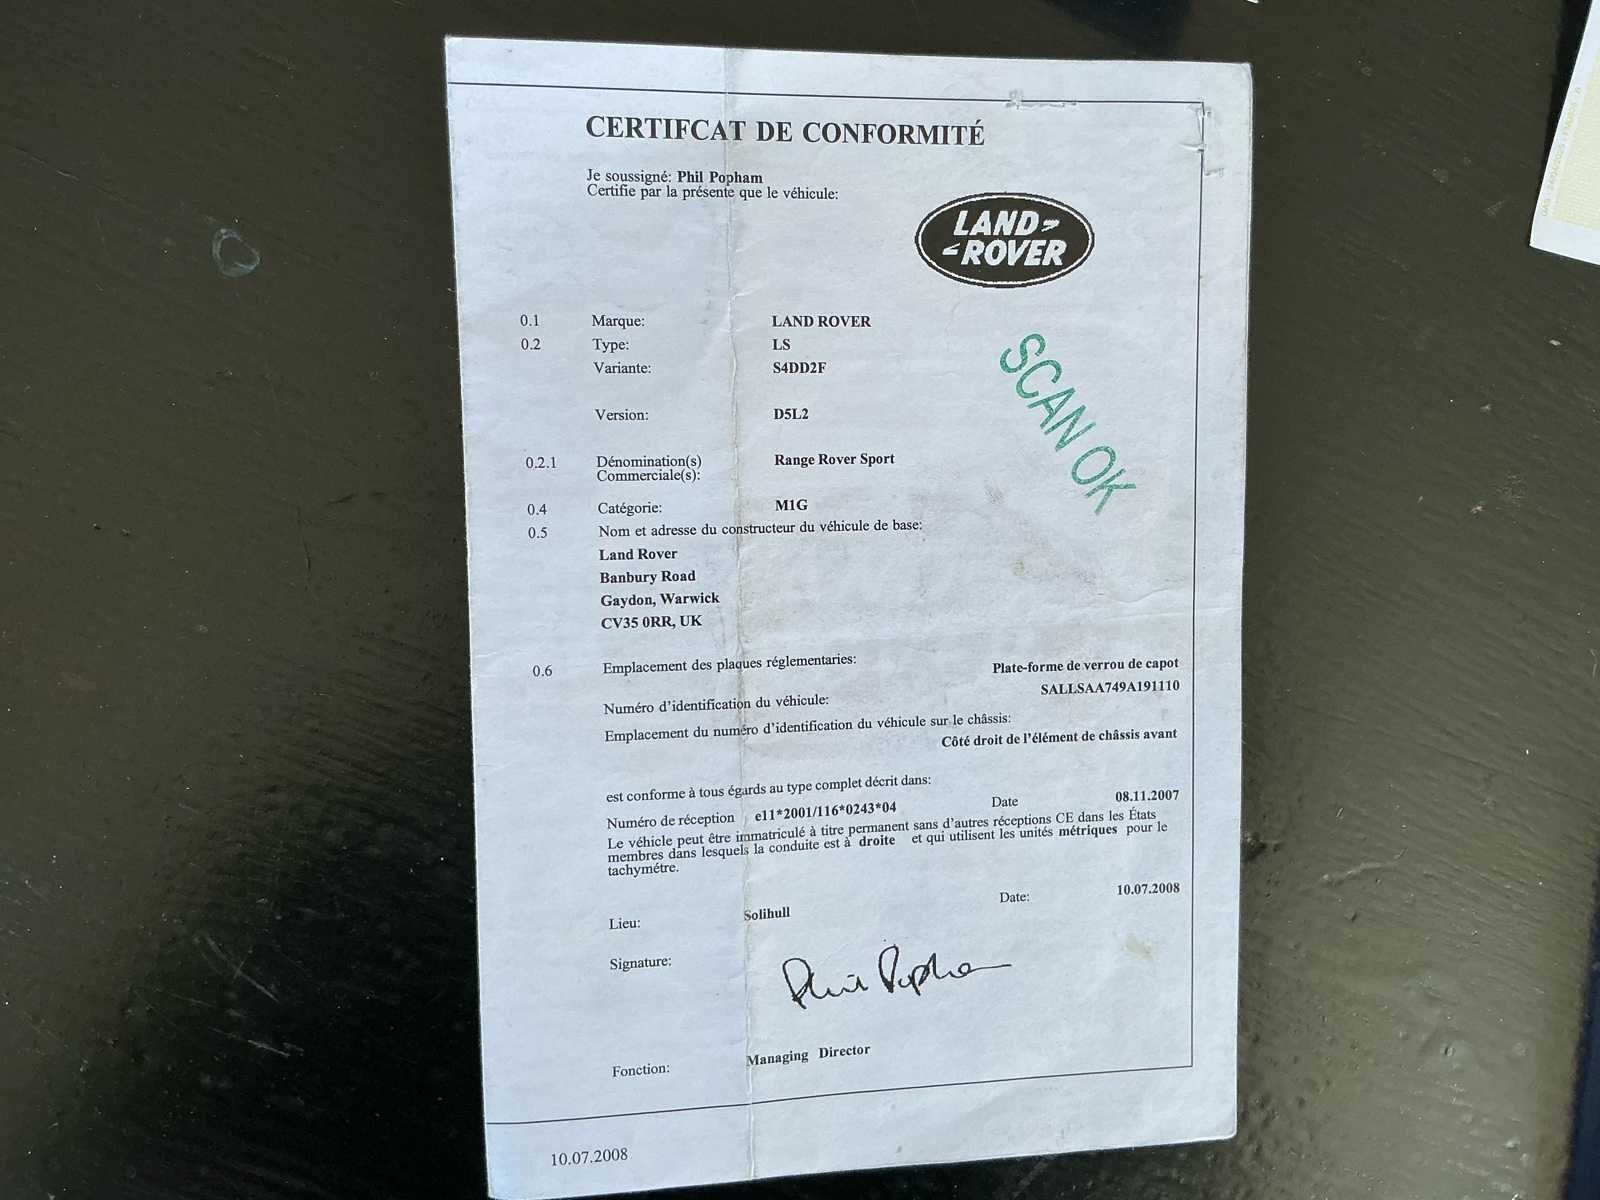 CERTIFCAT DE CONFORMITÉ
Je soussigné: Phil Popham
Certifie par la présente que le véhicule:
LAND-
-ROVER
0.1 Marque: LAND ROVER
0.2 Type: LS
Variante: S4DD2F
SCAN OK
Version: D5L2
0.2.1 Dénomination(s) Range Rover Sport
Commerciale(s):
0.4 Catégorie: M1G
0.5 Nom et adresse du constructeur du véhicule de base:
Land Rover
Banbury Road
Gaydon, Warwick
CV35 0RR, UK
0.6 Emplacement des plaques réglementaries: Plate-forme de verrou de capot
Numéro d'identification du véhicule: SALLSAA749A191110
Emplacement du numéro d'identification du véhicule sur le châssis:
Côté droit de l'élément de châssis avant
est conforme à tous égards au type complet décrit dans:
Numéro de réception e11*2001/116*0243*04 Date 08.11.2007
Le véhicule peut être immatriculé à titre permanent sans d'autres réceptions CE dans les États
membres dans lesquels la conduite est à droite et qui utilisent les unités métriques pour le
tachymétre.
Lieu: Solihull Date: 10.07.2008
Signature: Phil Popham
Fonction: Managing Director
10.07.2008